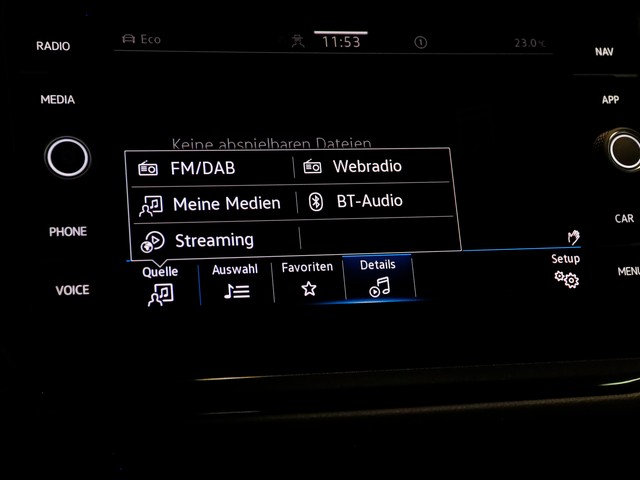 RADIO
Eco
11:53
1
23.0°C
NAV
MEDIA
APP
Keine abspielbaren Dateien
FM/DAB
Webradio
Meine Medien
BT-Audio
PHONE
Streaming
CAR
Quelle
Auswahl
Favoriten
Details
Setup
VOICE
MENU